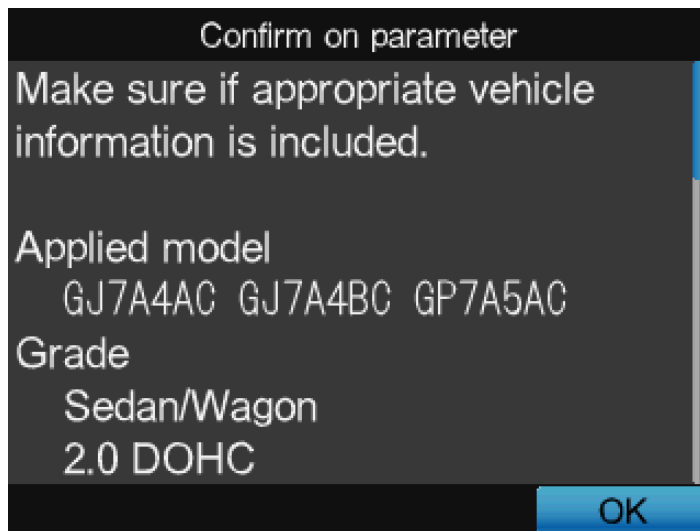 Confirm on parameter
Make sure if appropriate vehicle
information is included.
Applied model
GJ7A4AC GJ7A4BC GP7A5AC
Grade
Sedan/Wagon
2.0 DOHC
OK